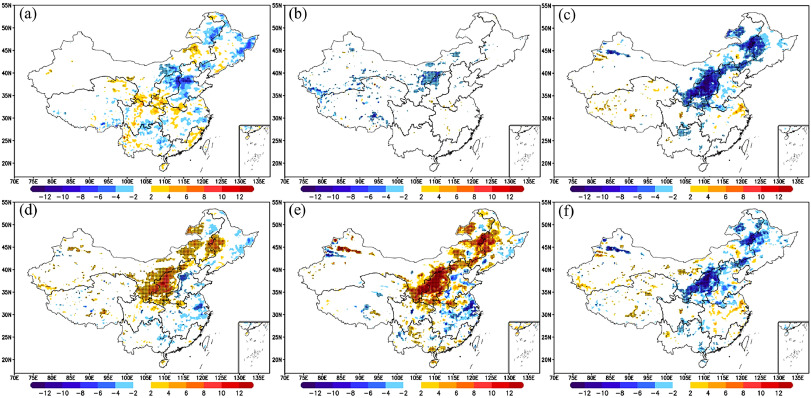 (a) (b) (c)
55N 55N 55N
50N 50N 50N
45N 45N 45N
40N 40N 40N
35N 35N 35N
30N 30N 30N
25N 25N 25N
20N 20N 20N
70E 75E 80E 85E 90E 95E 100E 105E 110E 115E 120E 125E 130E 135E 70E 75E 80E 85E 90E 95E 100E 105E 110E 115E 120E 125E 130E 135E 70E 75E 80E 85E 90E 95E 100E 105E 110E 115E 120E 125E 130E 135E
−12 −10 −8 −6 −4 −2 2 4 6 8 10 12 −12 −10 −8 −6 −4 −2 2 4 6 8 10 12 −12 −10 −8 −6 −4 −2 2 4 6 8 10 12
(d) (e) (f)
55N 55N 55N
50N 50N 50N
45N 45N 45N
40N 40N 40N
35N 35N 35N
30N 30N 30N
25N 25N 25N
20N 20N 20N
70E 75E 80E 85E 90E 95E 100E 105E 110E 115E 120E 125E 130E 135E 70E 75E 80E 85E 90E 95E 100E 105E 110E 115E 120E 125E 130E 135E 70E 75E 80E 85E 90E 95E 100E 105E 110E 115E 120E 125E 130E 135E
−12 −10 −8 −6 −4 −2 2 4 6 8 10 12 −12 −10 −8 −6 −4 −2 2 4 6 8 10 12 −12 −10 −8 −6 −4 −2 2 4 6 8 10 12